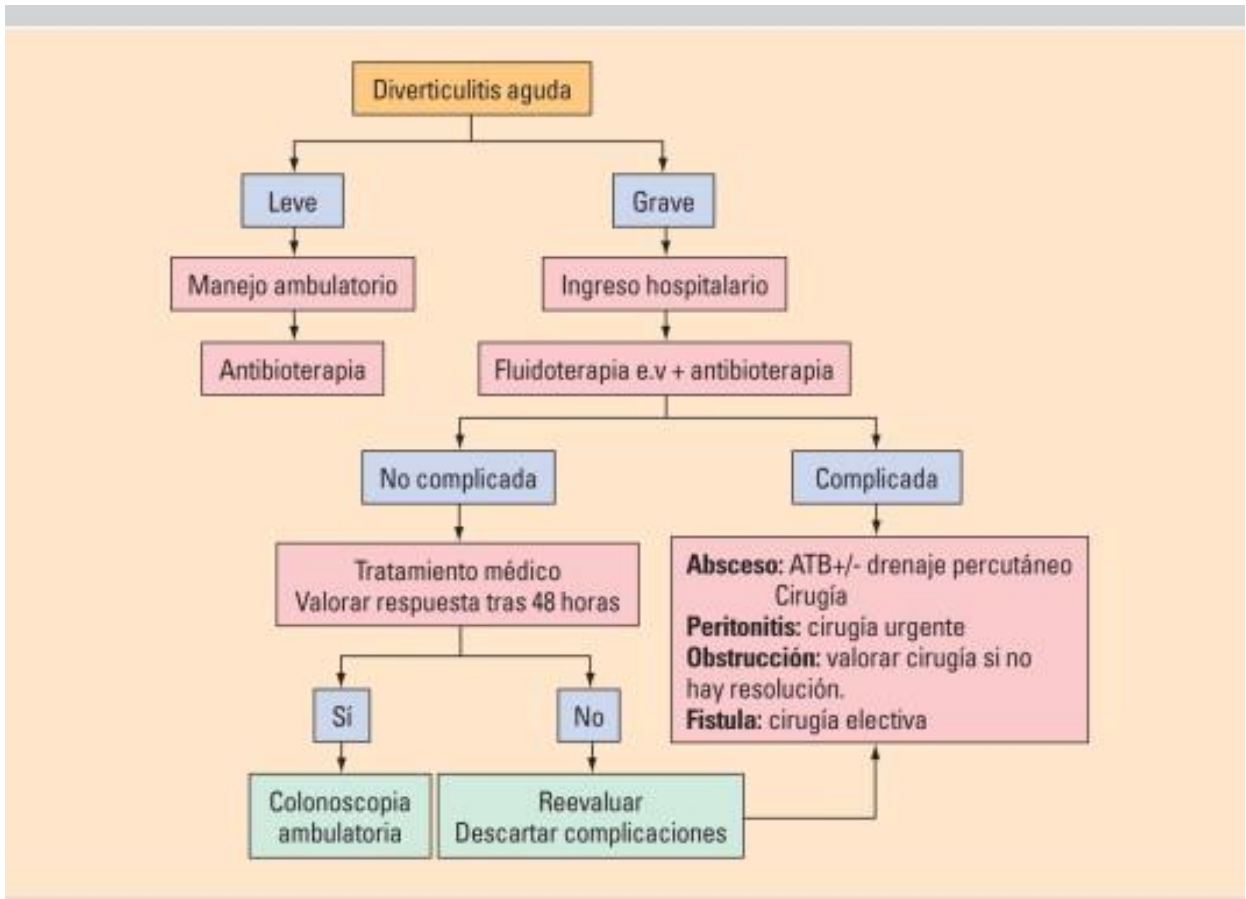 Diverticulitis aguda
Leve
Grave
Manejo ambulatorio
Ingreso hospitalario
Antibioterapia
Fluidoterapia e.v + antibioterapia
No complicada
Complicada
Tratamiento médico
Valorar respuesta tras 48 horas
Absceso: ATB+/- drenaje percutáneo
Cirugía
Peritonitis: cirugía urgente
Obstrucción: valorar cirugía si no
hay resolución.
Fistula: cirugía electiva
Sí
No
Colonoscopia
ambulatoria
Reevaluar
Descartar complicaciones